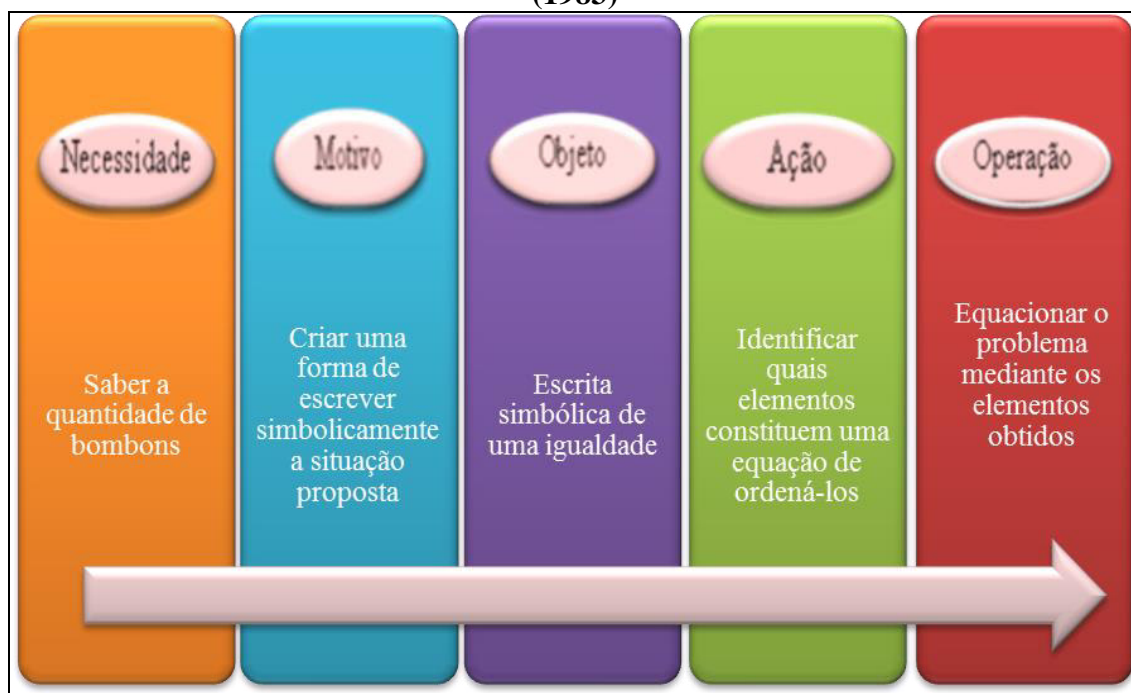 (1983)
Necessidade
Saber a
quantidade de
bombons
Motivo
Criar uma
forma de
escrever
simbolicamente
a situação
proposta
Objeto
Escrita
simbólica de
uma igualdade
Ação
Identificar
quais
elementos
constituem uma
equação de
ordená-los
Operação
Equacionar o
problema
mediante os
elementos
obtidos